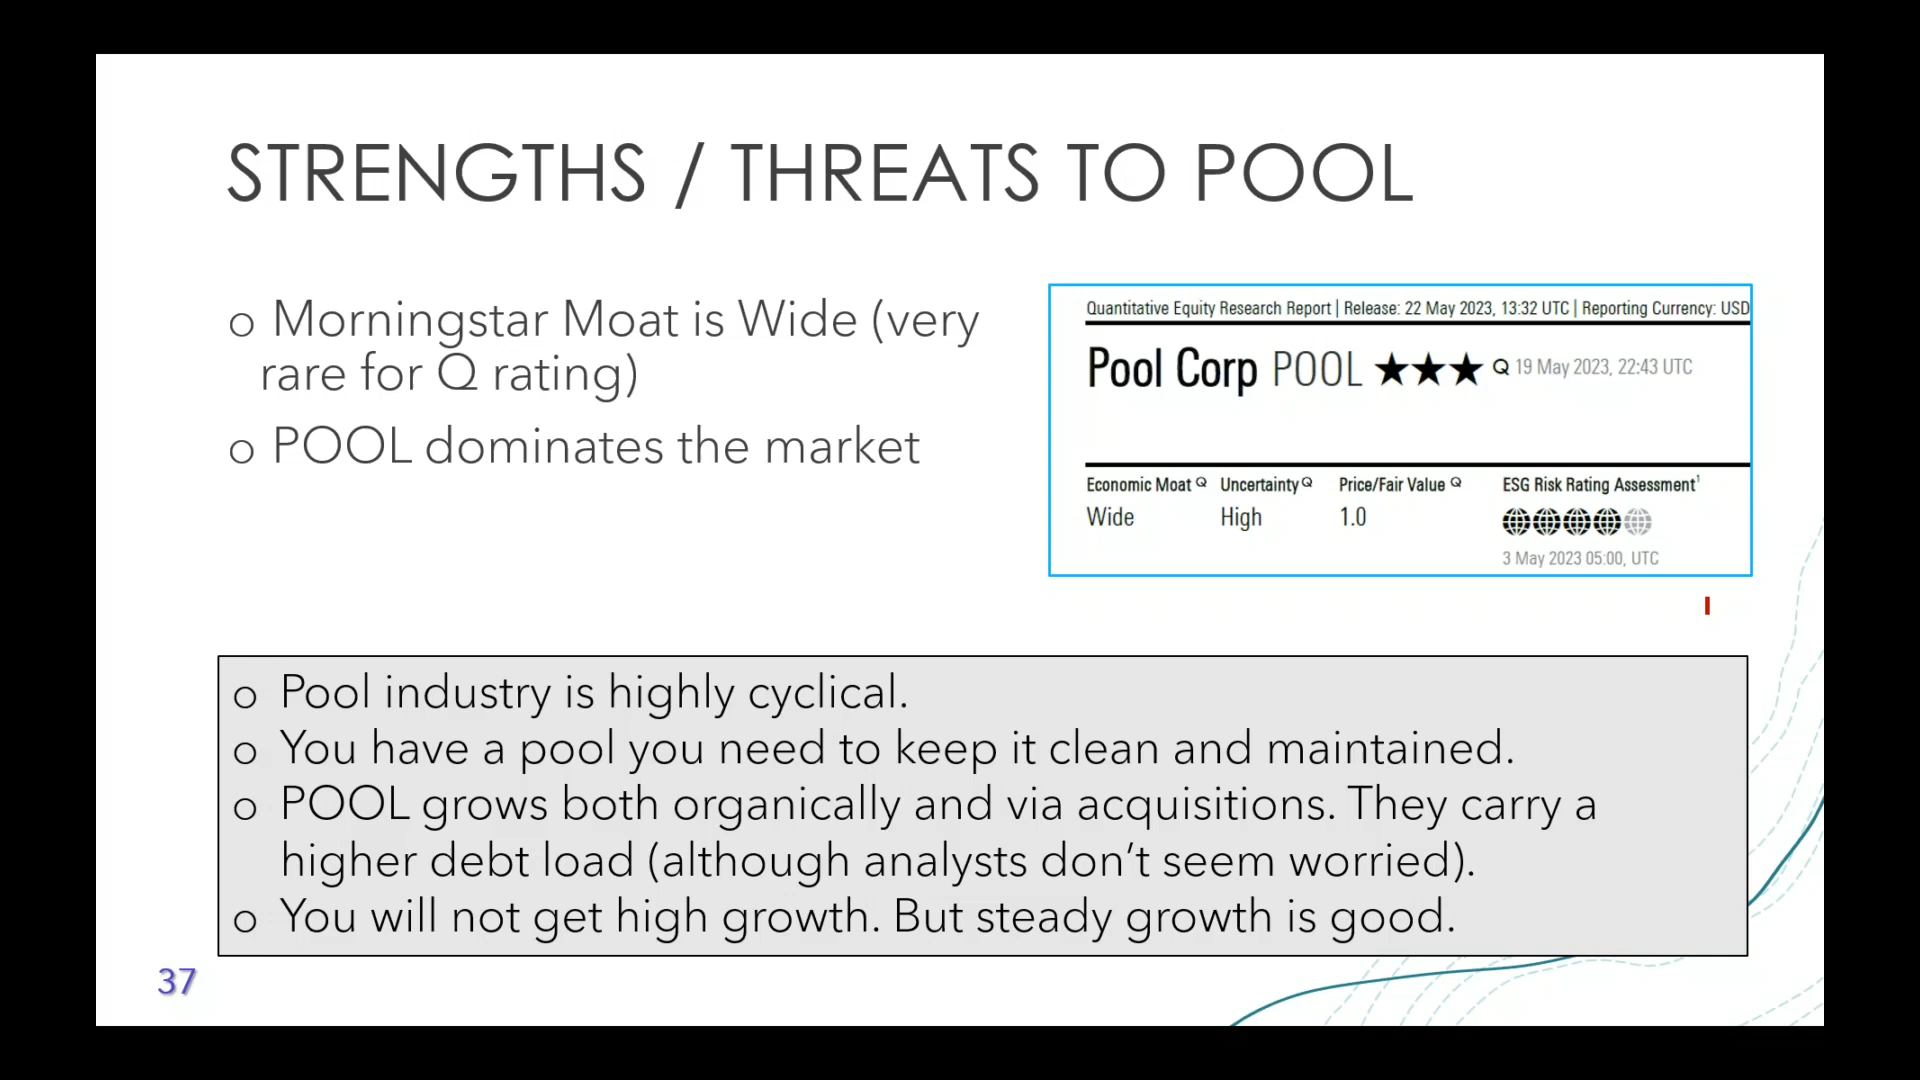 STRENGTHS / THREATS TO POOL
o Morningstar Moat is Wide (very
rare for Q rating)
o POOL dominates the market
Quantitative Equity Research Report | Release: 22 May 2023, 13:32 UTC | Reporting Currency: USD
Pool Corp POOL ★★★ Q 19 May 2023, 22:43 UTC
Economic Moat Q Uncertainty Q Price/Fair Value Q ESG Risk Rating Assessment¹
Wide High 1.0
3 May 2023 05:00, UTC
o Pool industry is highly cyclical.
o You have a pool you need to keep it clean and maintained.
o POOL grows both organically and via acquisitions. They carry a
higher debt load (although analysts don’t seem worried).
o You will not get high growth. But steady growth is good.
37